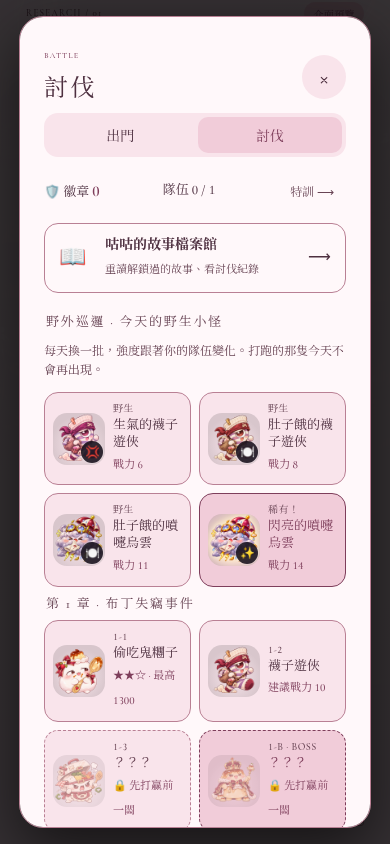 BATTLE
討伐
×
出門
討伐
🛡️ 徽章 0
隊伍 0 / 1
特訓 →
咕咕的故事檔案館
重讀解鎖過的故事、看討伐紀錄
→
野外巡邏 · 今天的野生小怪
每天換一批，強度跟著你的隊伍變化。打跑的那隻今天不
會再出現。
野生
生氣的襪子
遊俠
戰力 6
野生
肚子餓的襪
子遊俠
戰力 8
野生
肚子餓的噴
嚏烏雲
戰力 11
稀有！
閃亮的噴嚏
烏雲
戰力 14
第 1 章 · 布丁失竊事件
1-1
偷吃鬼糰子
★★☆ · 最高
1300
1-2
襪子遊俠
建議戰力 10
1-3
？？？
🔒 先打贏前
一關
1-B · BOSS
？？？
🔒 先打贏前
一關